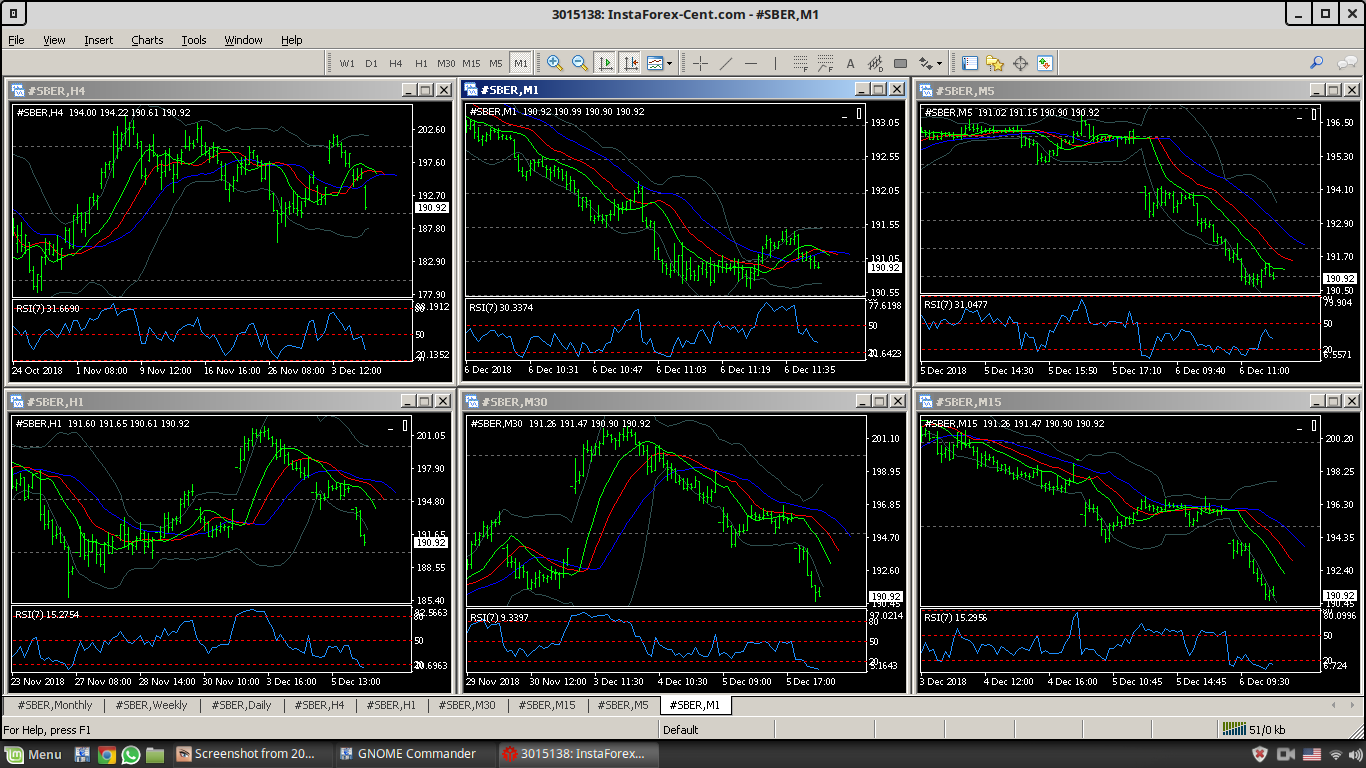 3015138: InstaForex-Cent.com - #SBER,M1
File View Insert Charts Tools Window Help
W1 D1 H4 H1 M30 M15 M5 M1
#SBER,H4
#SBER,H4 194.00 194.22 190.61 190.92
202.60
197.60
192.70
190.92
187.80
182.90
177.90
RSI(7) 31.6690
50
24 Oct 2018 1 Nov 08:00 9 Nov 12:00 16 Nov 16:00 26 Nov 08:00 3 Dec 12:00
#SBER,M1
#SBER,M1 190.92 190.99 190.90 190.92
193.05
192.55
192.05
191.55
191.05
190.92
190.55
RSI(7) 30.3374
77.6198
50
6 Dec 2018 6 Dec 10:31 6 Dec 10:47 6 Dec 11:03 6 Dec 11:19 6 Dec 11:35
#SBER,M5
#SBER,M5 191.02 191.15 190.90 190.92
196.50
195.30
194.10
192.90
191.70
190.92
190.50
RSI(7) 31.0477
79.904
50
5 Dec 2018 5 Dec 14:30 5 Dec 15:50 5 Dec 17:10 6 Dec 09:40 6 Dec 11:00
#SBER,H1
#SBER,H1 191.60 191.65 190.61 190.92
201.05
197.90
194.80
191.65
190.92
188.55
185.40
RSI(7) 15.2754
92.5663
80
50
23 Nov 2018 27 Nov 08:00 28 Nov 14:00 30 Nov 10:00 3 Dec 16:00 5 Dec 13:00
#SBER,M30
#SBER,M30 191.26 191.47 190.90 190.92
201.10
198.95
196.85
194.70
192.60
190.92
190.45
RSI(7) 9.3397
97.0214
80
50
29 Nov 2018 30 Nov 16:00 3 Dec 11:30 4 Dec 10:30 5 Dec 09:00 5 Dec 17:00
#SBER,M15
#SBER,M15 191.26 191.47 190.90 190.92
200.20
198.25
196.30
194.35
192.40
190.92
190.45
RSI(7) 15.2956
80.0996
50
20
6.724
3 Dec 2018 4 Dec 12:00 4 Dec 16:00 5 Dec 10:45 5 Dec 14:45 6 Dec 09:30
#SBER,Monthly #SBER,Weekly #SBER,Daily #SBER,H4 #SBER,H1 #SBER,M30 #SBER,M15 #SBER,M5 #SBER,M1
For Help, press F1 Default 51/0 kb
Menu Screenshot from 20... GNOME Commander 3015138: InstaForex...